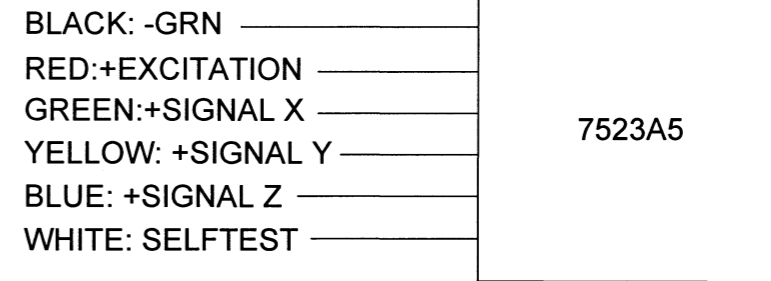 BLACK: -GRN
RED:+EXCITATION
GREEN:+SIGNAL X
YELLOW: +SIGNAL Y
BLUE: +SIGNAL Z
WHITE: SELFTEST
7523A5